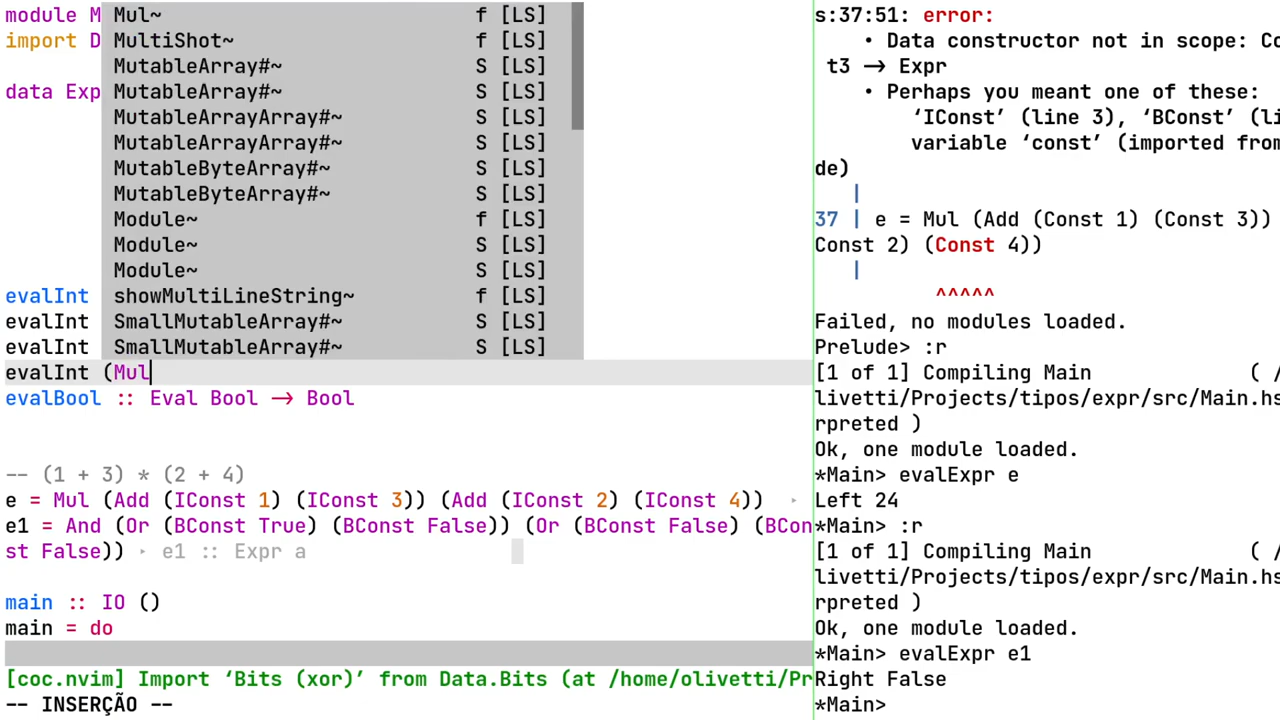 module M
import D
data Exp
Mul~ f [LS]
MultiShot~ f [LS]
MutableArray#~ S [LS]
MutableArray#~ S [LS]
MutableArrayArray#~ S [LS]
MutableArrayArray#~ S [LS]
MutableByteArray#~ S [LS]
MutableByteArray#~ S [LS]
Module~ f [LS]
Module~ S [LS]
Module~ S [LS]
showMultiLineString~ f [LS]
SmallMutableArray#~ S [LS]
SmallMutableArray#~ S [LS]
evalInt
evalInt
evalInt
evalInt (Mul
evalBool :: Eval Bool → Bool
-- (1 + 3) * (2 + 4)
e = Mul (Add (IConst 1) (IConst 3)) (Add (IConst 2) (IConst 4)) ‣
e1 = And (Or (BConst True) (BConst False)) (Or (BConst False) (BCon
st False)) ‣ e1 :: Expr a
main :: IO ()
main = do
[coc.nvim] Import ‘Bits (xor)’ from Data.Bits (at /home/olivetti/Pr
-- INSERÇÃO --
s:37:51: error:
• Data constructor not in scope: Co
t3 → Expr
• Perhaps you meant one of these:
‘IConst’ (line 3), ‘BConst’ (li
variable ‘const’ (imported from
de)
|
37 | e = Mul (Add (Const 1) (Const 3))
Const 2) (Const 4))
|
^^^^^
Failed, no modules loaded.
Prelude> :r
[1 of 1] Compiling Main ( /
livetti/Projects/tipos/expr/src/Main.hs
rpreted )
Ok, one module loaded.
*Main> evalExpr e
Left 24
*Main> :r
[1 of 1] Compiling Main ( /
livetti/Projects/tipos/expr/src/Main.hs
rpreted )
Ok, one module loaded.
*Main> evalExpr e1
Right False
*Main>